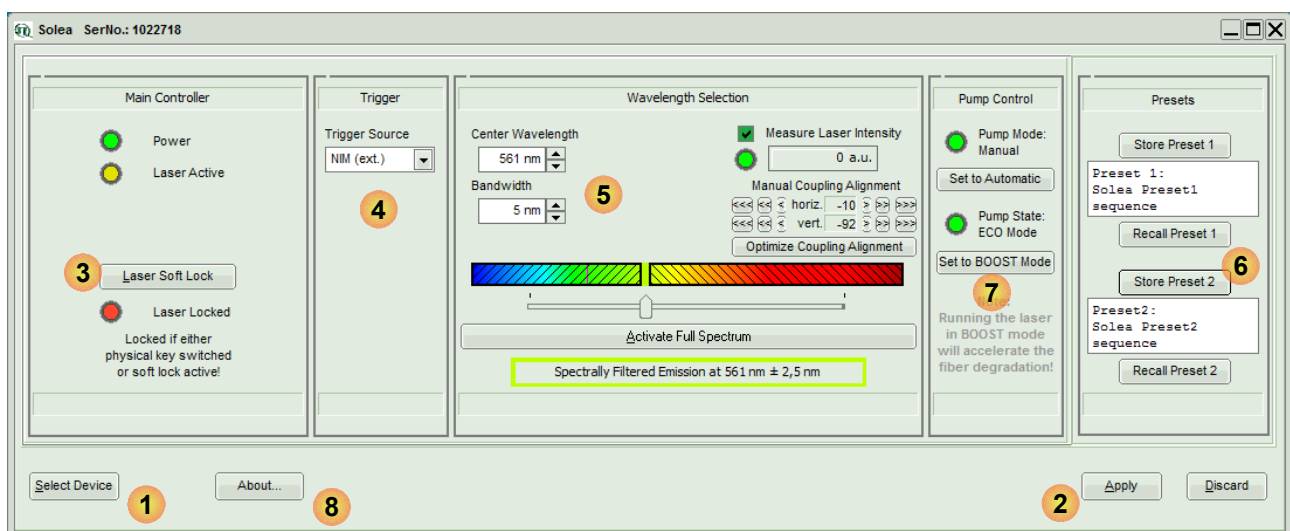 Solea SerNo.: 1022718
Main Controller
Power
Laser Active
3
Laser Soft Lock
Laser Locked
Locked if either
physical key switched
or soft lock active!
Trigger
Trigger Source
NIM (ext.)
4
Wavelength Selection
Center Wavelength
561 nm
Bandwidth
5 nm
5
Measure Laser Intensity
0 a.u.
Manual Coupling Alignment
<<< << < horiz. -10 > >> >>>
<<< << < vert. -92 > >> >>>
Optimize Coupling Alignment
Activate Full Spectrum
Spectrally Filtered Emission at 561 nm ± 2,5 nm
Pump Control
Pump Mode:
Manual
Set to Automatic
Pump State:
ECO Mode
Set to BOOST Mode
7
Note:
Running the laser
in BOOST mode
will accelerate the
fiber degradation!
Presets
Store Preset 1
Preset 1:
Solea Preset1
sequence
Recall Preset 1
6
Store Preset 2
Preset2:
Solea Preset2
sequence
Recall Preset 2
Select Device
1
About...
8
2
Apply
Discard